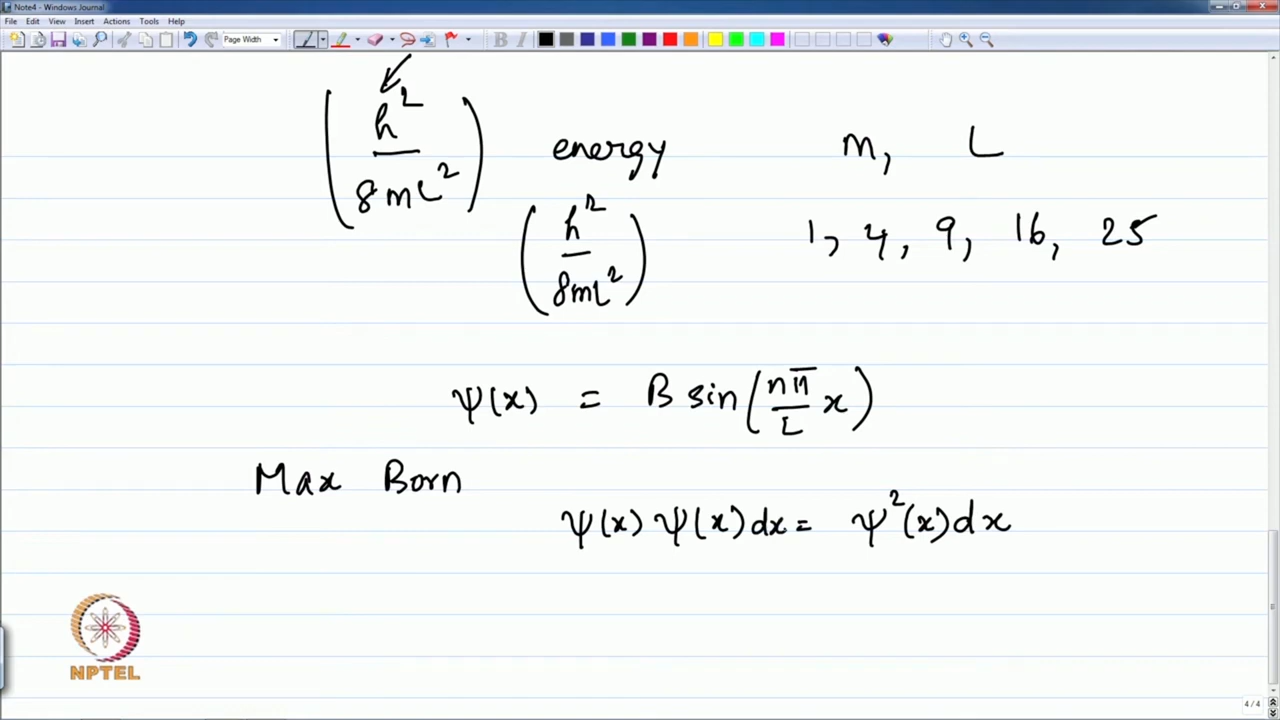 Note4 - Windows Journal
File Edit View Insert Actions Tools Help
Page Width
(h²/8mL²) energy m, L
(h²/8mL²) 1, 4, 9, 16, 25
ψ(x) = B sin(nπ/L x)
Max Born
ψ(x) ψ(x) dx = ψ²(x) dx
NPTEL
4 / 4